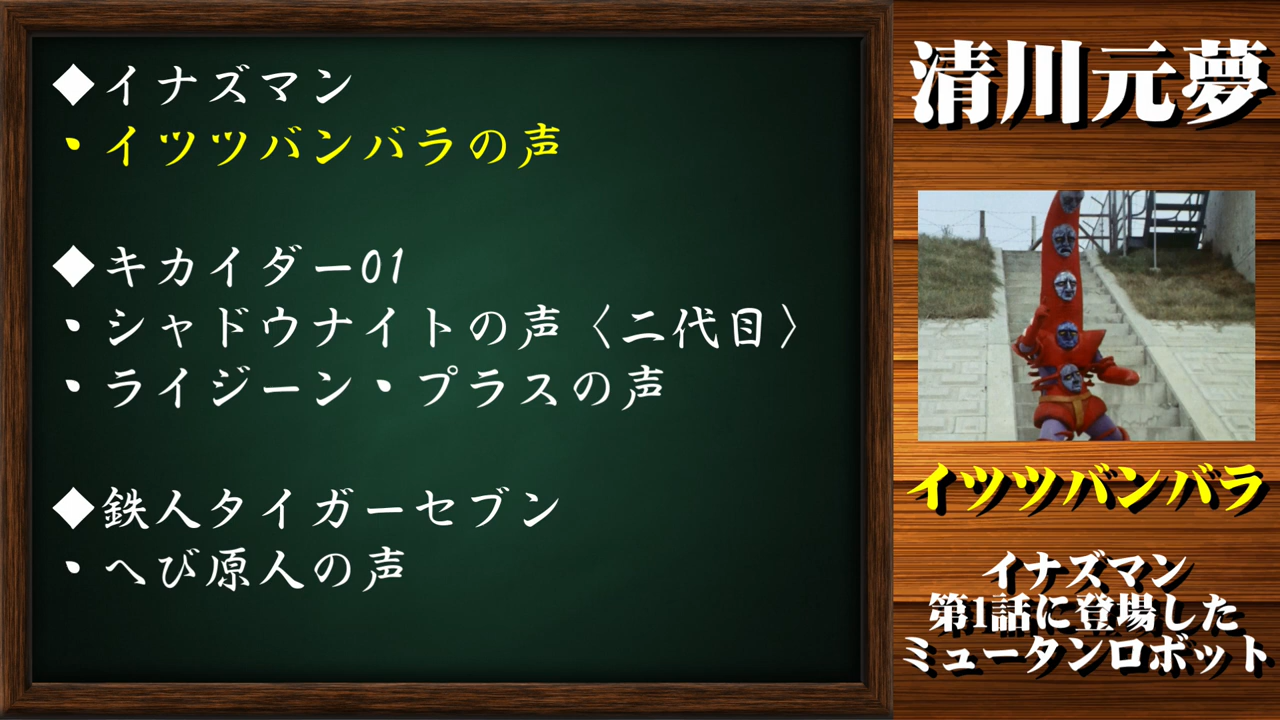 ◆イナズマン
・イツツバンバラの声
◆キカイダー01
・シャドウナイトの声〈二代目〉
・ライジーン・プラスの声
◆鉄人タイガーセブン
・へび原人の声
清川元夢
イツツバンバラ
イナズマン
第1話に登場した
ミュータンロボット